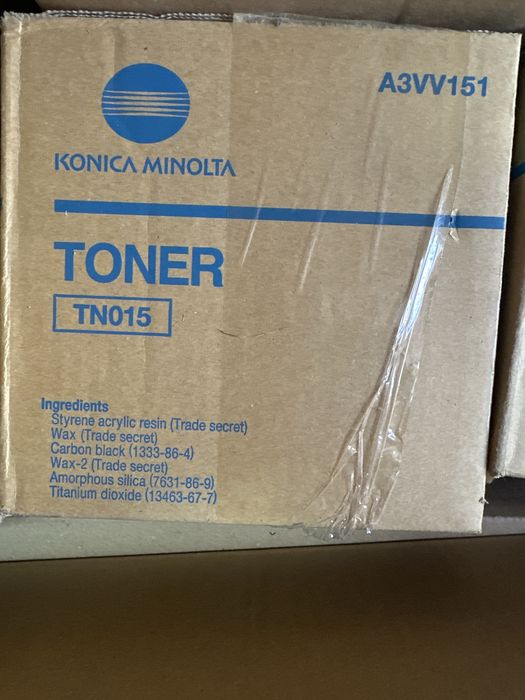 A3VV151
KONICA MINOLTA
TONER
TN015
Ingredients
Styrene acrylic resin (Trade secret)
Wax (Trade secret)
Carbon black (1333-86-4)
Wax-2 (Trade secret)
Amorphous silica (7631-86-9)
Titanium dioxide (13463-67-7)